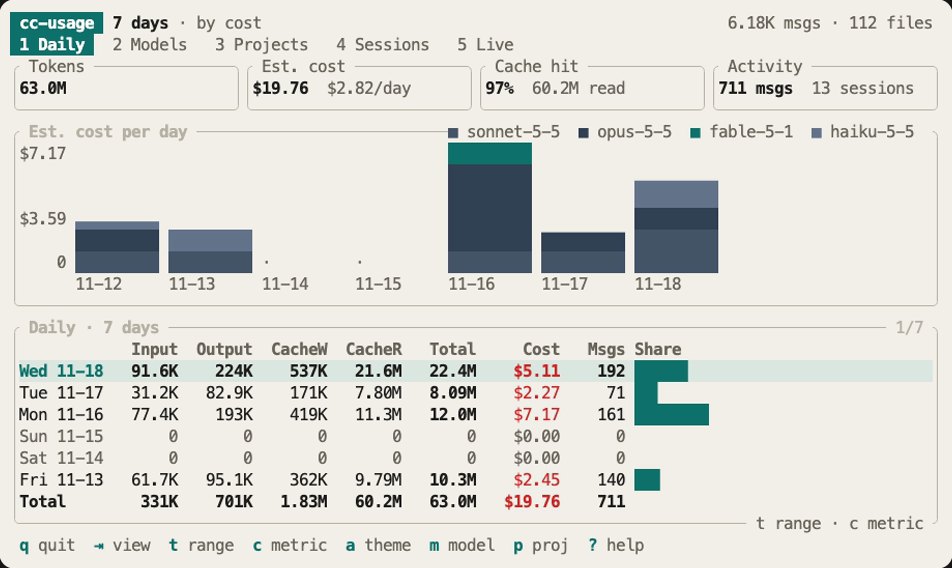 cc-usage 7 days · by cost 6.18K msgs · 112 files
1 Daily 2 Models 3 Projects 4 Sessions 5 Live
Tokens Est. cost Cache hit Activity
63.0M $19.76 $2.82/day 97% 60.2M read 711 msgs 13 sessions
Est. cost per day sonnet-5-5 opus-5-5 fable-5-1 haiku-5-5
$7.17
$3.59
0
11-12 11-13 11-14 11-15 11-16 11-17 11-18
Daily · 7 days 1/7
Input Output CacheW CacheR Total Cost Msgs Share
Wed 11-18 91.6K 224K 537K 21.6M 22.4M $5.11 192
Tue 11-17 31.2K 82.9K 171K 7.80M 8.09M $2.27 71
Mon 11-16 77.4K 193K 419K 11.3M 12.0M $7.17 161
Sun 11-15 0 0 0 0 0 $0.00 0
Sat 11-14 0 0 0 0 0 $0.00 0
Fri 11-13 61.7K 95.1K 362K 9.79M 10.3M $2.45 140
Total 331K 701K 1.83M 60.2M 63.0M $19.76 711
t range · c metric
q quit ⇥ view t range c metric a theme m model p proj ? help